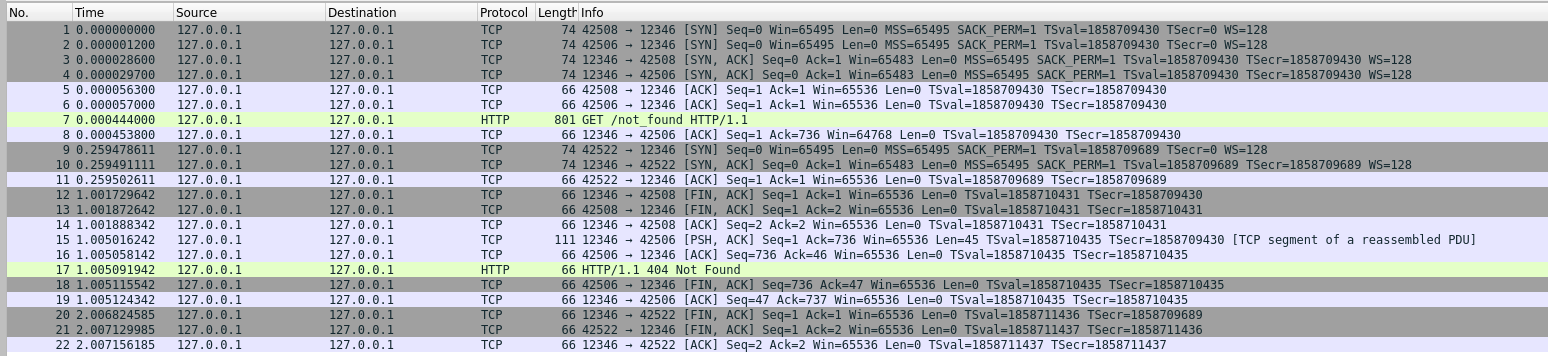 No. Time Source Destination Protocol Length Info
1 0.000000000 127.0.0.1 127.0.0.1 TCP 74 42508 → 12346 [SYN] Seq=0 Win=65495 Len=0 MSS=65495 SACK_PERM=1 TSval=1858709430 TSecr=0 WS=128
2 0.000001200 127.0.0.1 127.0.0.1 TCP 74 42506 → 12346 [SYN] Seq=0 Win=65495 Len=0 MSS=65495 SACK_PERM=1 TSval=1858709430 TSecr=0 WS=128
3 0.000028600 127.0.0.1 127.0.0.1 TCP 74 12346 → 42508 [SYN, ACK] Seq=0 Ack=1 Win=65483 Len=0 MSS=65495 SACK_PERM=1 TSval=1858709430 TSecr=1858709430 WS=128
4 0.000029700 127.0.0.1 127.0.0.1 TCP 74 12346 → 42506 [SYN, ACK] Seq=0 Ack=1 Win=65483 Len=0 MSS=65495 SACK_PERM=1 TSval=1858709430 TSecr=1858709430 WS=128
5 0.000056300 127.0.0.1 127.0.0.1 TCP 66 42508 → 12346 [ACK] Seq=1 Ack=1 Win=65536 Len=0 TSval=1858709430 TSecr=1858709430
6 0.000057000 127.0.0.1 127.0.0.1 TCP 66 42506 → 12346 [ACK] Seq=1 Ack=1 Win=65536 Len=0 TSval=1858709430 TSecr=1858709430
7 0.000444000 127.0.0.1 127.0.0.1 HTTP 801 GET /not_found HTTP/1.1
8 0.000453800 127.0.0.1 127.0.0.1 TCP 66 12346 → 42506 [ACK] Seq=1 Ack=736 Win=64768 Len=0 TSval=1858709430 TSecr=1858709430
9 0.259478611 127.0.0.1 127.0.0.1 TCP 74 42522 → 12346 [SYN] Seq=0 Win=65495 Len=0 MSS=65495 SACK_PERM=1 TSval=1858709689 TSecr=0 WS=128
10 0.259491111 127.0.0.1 127.0.0.1 TCP 74 12346 → 42522 [SYN, ACK] Seq=0 Ack=1 Win=65483 Len=0 MSS=65495 SACK_PERM=1 TSval=1858709689 TSecr=1858709689 WS=128
11 0.259502611 127.0.0.1 127.0.0.1 TCP 66 42522 → 12346 [ACK] Seq=1 Ack=1 Win=65536 Len=0 TSval=1858709689 TSecr=1858709689
12 1.001729642 127.0.0.1 127.0.0.1 TCP 66 12346 → 42508 [FIN, ACK] Seq=1 Ack=1 Win=65536 Len=0 TSval=1858710431 TSecr=1858709430
13 1.001872642 127.0.0.1 127.0.0.1 TCP 66 42508 → 12346 [FIN, ACK] Seq=1 Ack=2 Win=65536 Len=0 TSval=1858710431 TSecr=1858710431
14 1.001888342 127.0.0.1 127.0.0.1 TCP 66 12346 → 42508 [ACK] Seq=2 Ack=2 Win=65536 Len=0 TSval=1858710431 TSecr=1858710431
15 1.005016242 127.0.0.1 127.0.0.1 TCP 111 12346 → 42506 [PSH, ACK] Seq=1 Ack=736 Win=65536 Len=45 TSval=1858710435 TSecr=1858709430 [TCP segment of a reassembled PDU]
16 1.005058142 127.0.0.1 127.0.0.1 TCP 66 42506 → 12346 [ACK] Seq=736 Ack=46 Win=65536 Len=0 TSval=1858710435 TSecr=1858710435
17 1.005091942 127.0.0.1 127.0.0.1 HTTP 66 HTTP/1.1 404 Not Found
18 1.005115542 127.0.0.1 127.0.0.1 TCP 66 42506 → 12346 [FIN, ACK] Seq=736 Ack=47 Win=65536 Len=0 TSval=1858710435 TSecr=1858710435
19 1.005124342 127.0.0.1 127.0.0.1 TCP 66 12346 → 42506 [ACK] Seq=47 Ack=737 Win=65536 Len=0 TSval=1858710435 TSecr=1858710435
20 2.006824585 127.0.0.1 127.0.0.1 TCP 66 12346 → 42522 [FIN, ACK] Seq=1 Ack=1 Win=65536 Len=0 TSval=1858711436 TSecr=1858709689
21 2.007129985 127.0.0.1 127.0.0.1 TCP 66 42522 → 12346 [FIN, ACK] Seq=1 Ack=2 Win=65536 Len=0 TSval=1858711437 TSecr=1858711436
22 2.007156185 127.0.0.1 127.0.0.1 TCP 66 12346 → 42522 [ACK] Seq=2 Ack=2 Win=65536 Len=0 TSval=1858711437 TSecr=1858711437